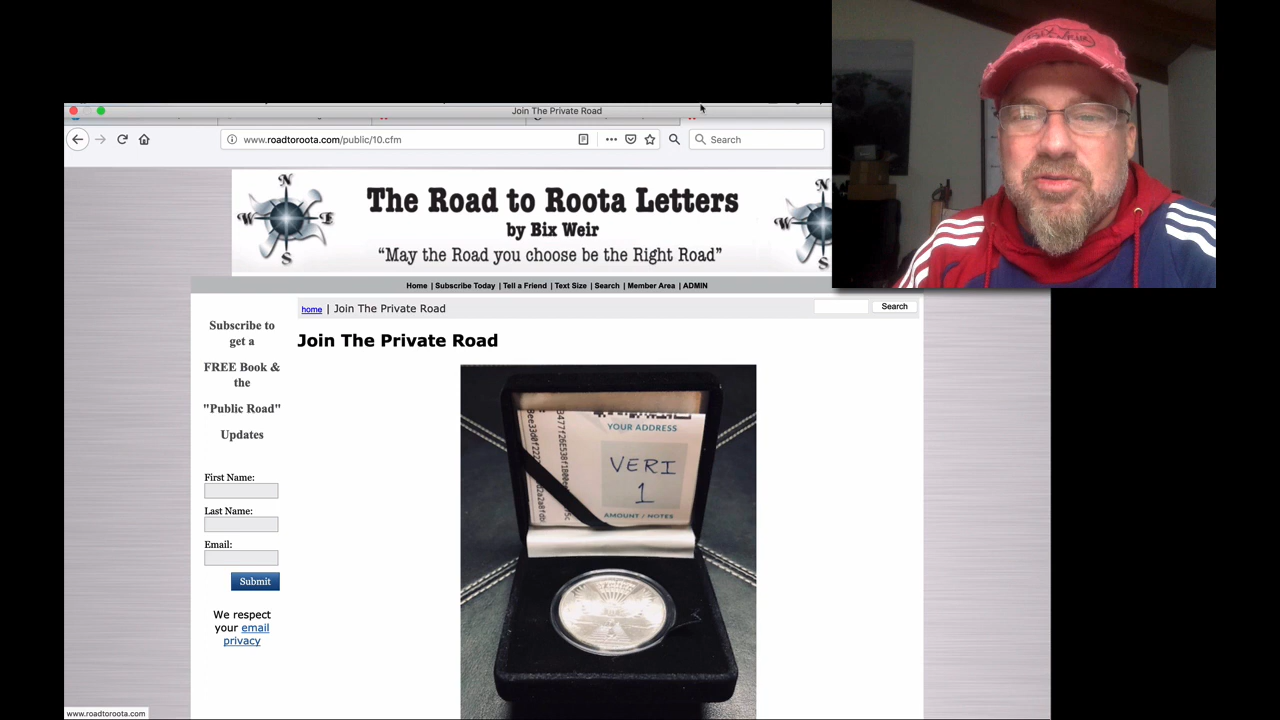 Join The Private Road
www.roadtoroota.com/public/10.cfm
Search
N
W E
S
The Road to Roota Letters
by Bix Weir
“May the Road you choose be the Right Road”
N
W
S
Home | Subscribe Today | Tell a Friend | Text Size | Search | Member Area | ADMIN
home | Join The Private Road
Search
Join The Private Road
Subscribe to
get a
FREE Book &
the
"Public Road"
Updates
First Name:
Last Name:
Email:
Submit
We respect
your email
privacy
YOUR ADDRESS
VERI
1
AMOUNT / NOTES
www.roadtoroota.com